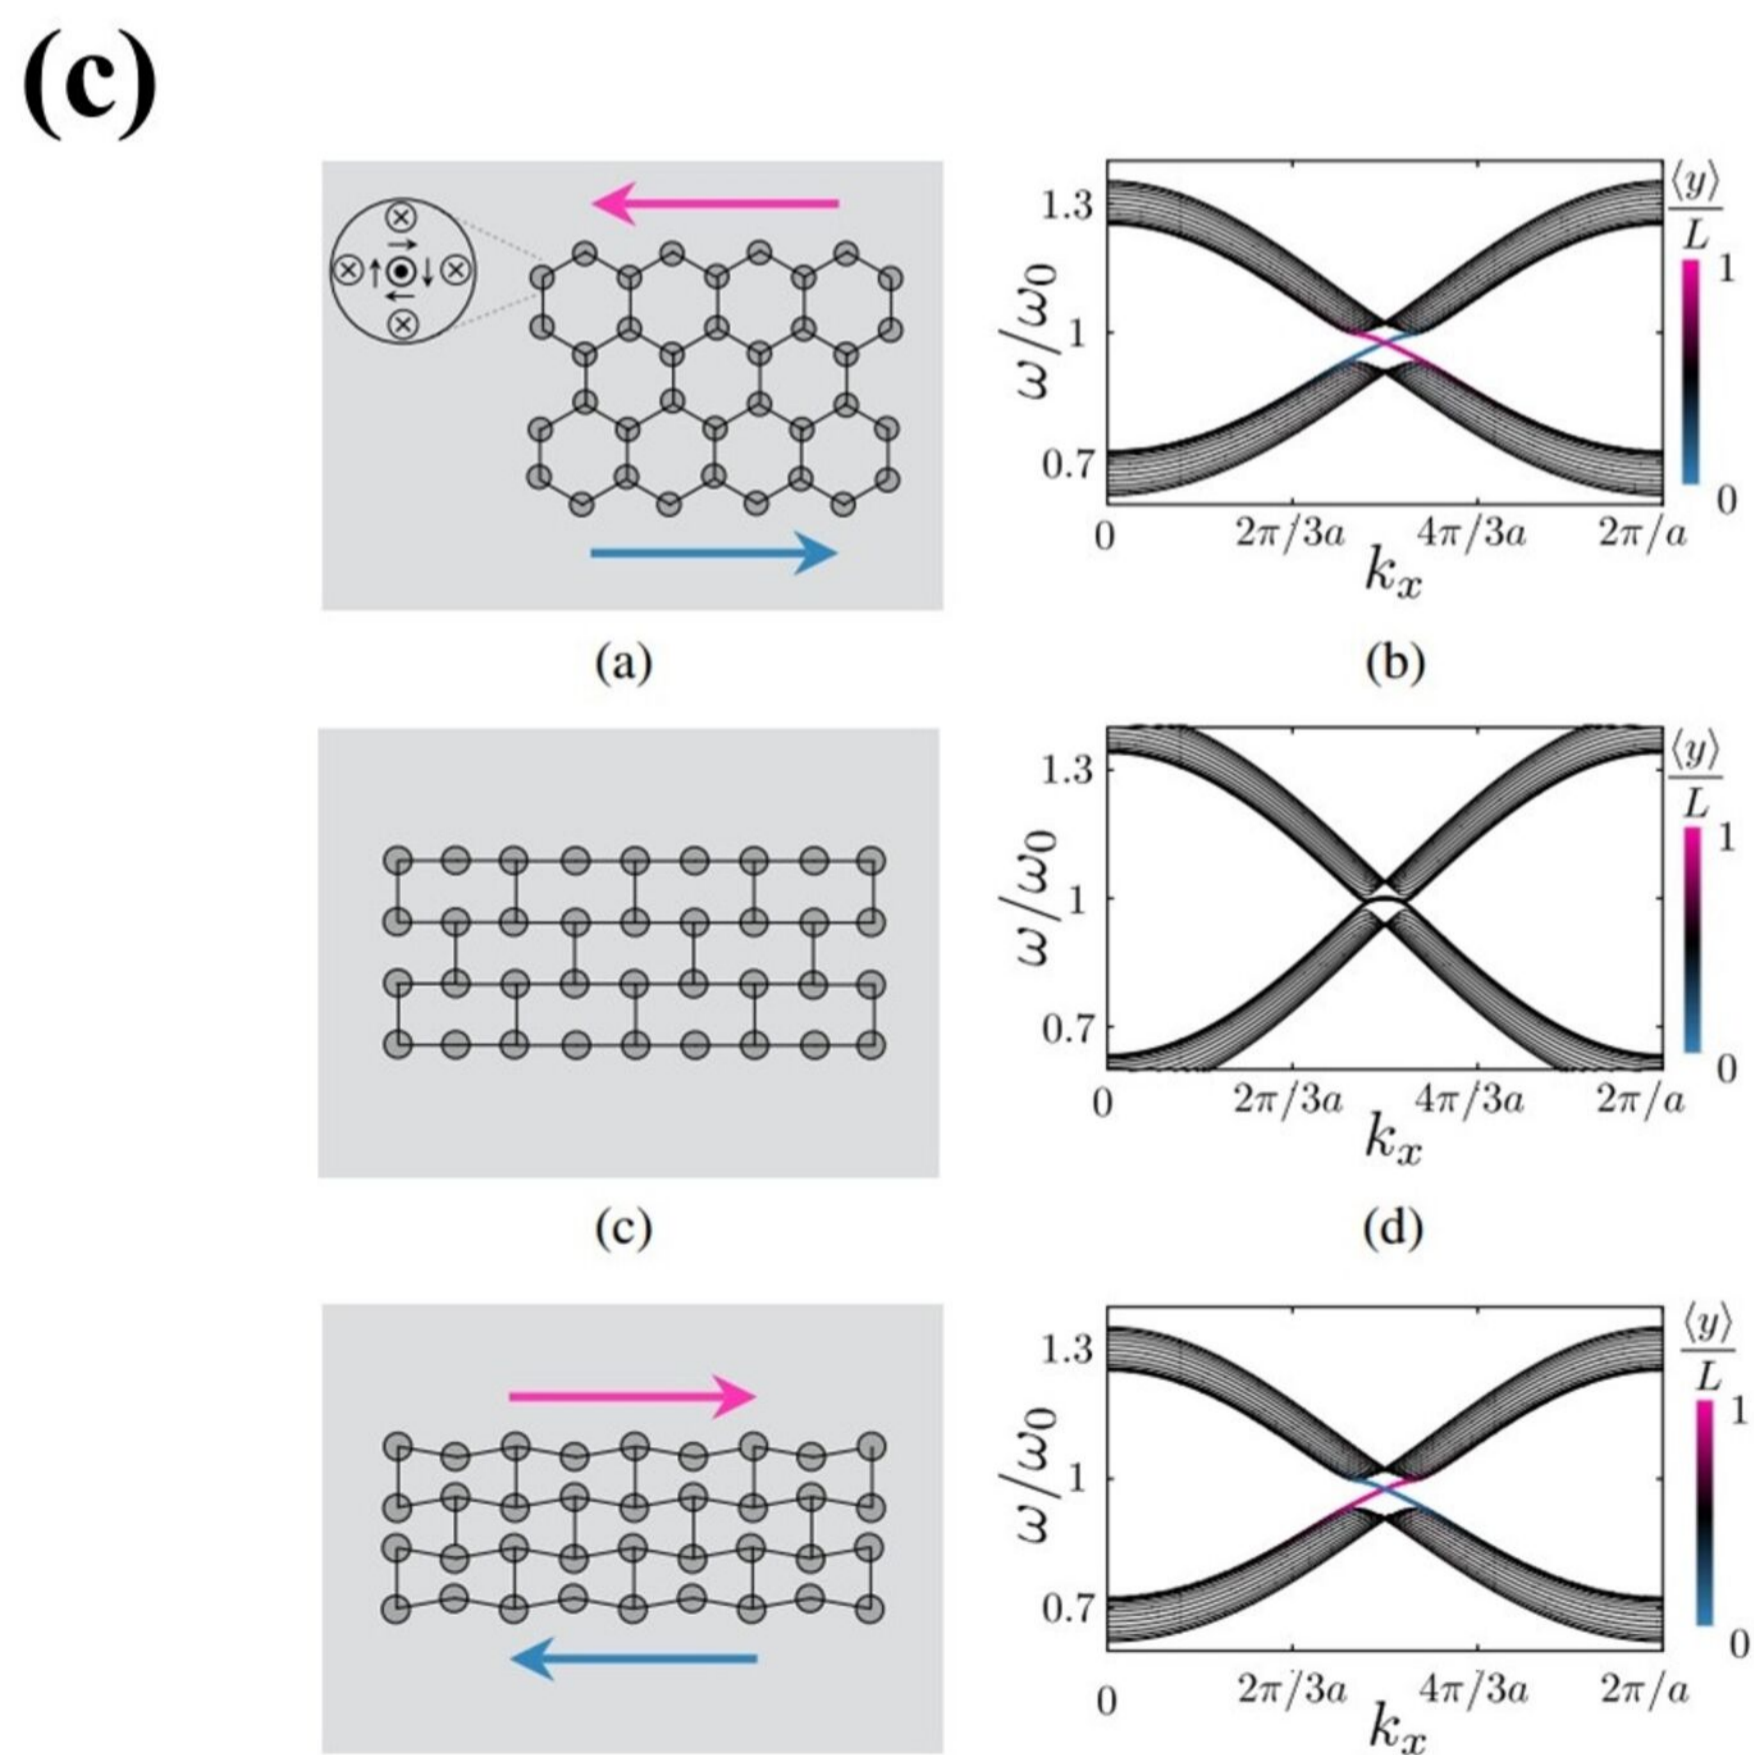 (c)
1.3
1
0.7
ω/ω₀
0
2π/3a
4π/3a
2π/a
kₓ
⟨y⟩
L
1
0
(a)
(b)
1.3
1
0.7
ω/ω₀
0
2π/3a
4π/3a
2π/a
kₓ
⟨y⟩
L
1
0
(c)
(d)
1.3
1
0.7
ω/ω₀
0
2π/3a
4π/3a
2π/a
kₓ
⟨y⟩
L
1
0